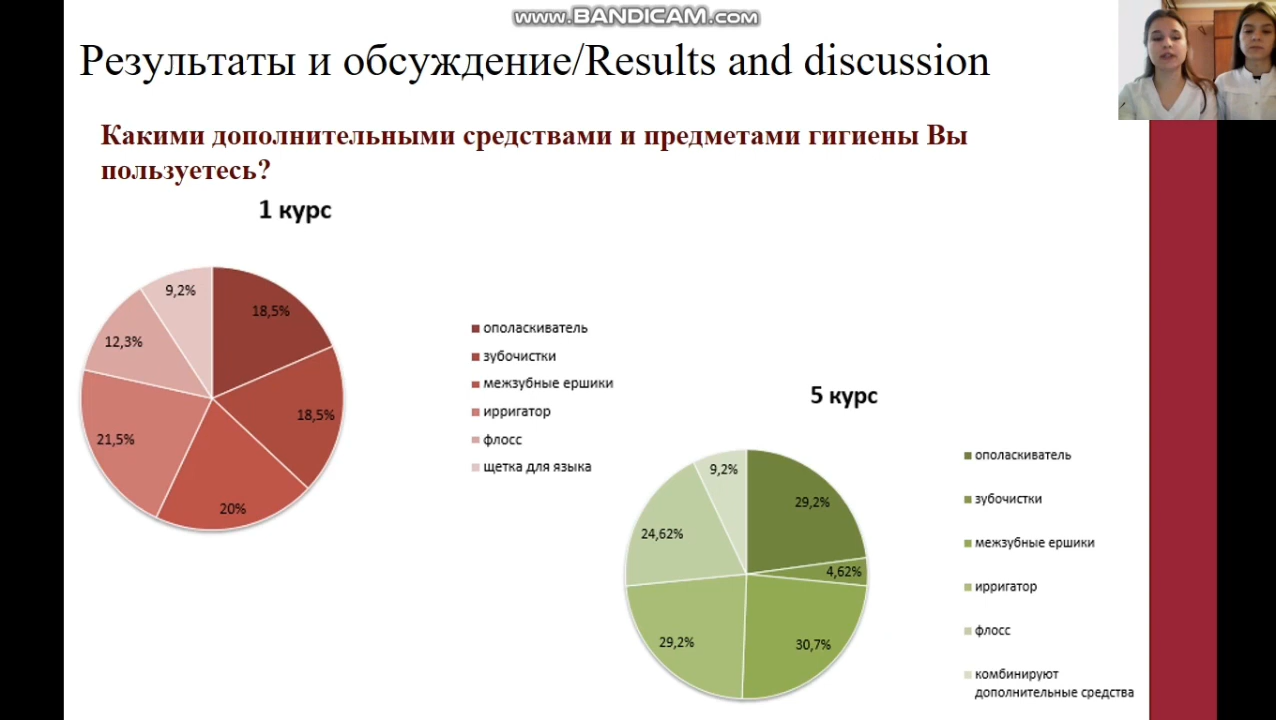 www.BANDICAM.com
Результаты и обсуждение/Results and discussion
Какими дополнительными средствами и предметами гигиены Вы
пользуетесь?
1 курс
9,2%
18,5%
12,3%
18,5%
21,5%
20%
ополаскиватель
зубочистки
межзубные ершики
ирригатор
флосс
щетка для языка
5 курс
9,2%
29,2%
24,62%
4,62%
29,2%
30,7%
ополаскиватель
зубочистки
межзубные ершики
ирригатор
флосс
комбинируют
дополнительные средства